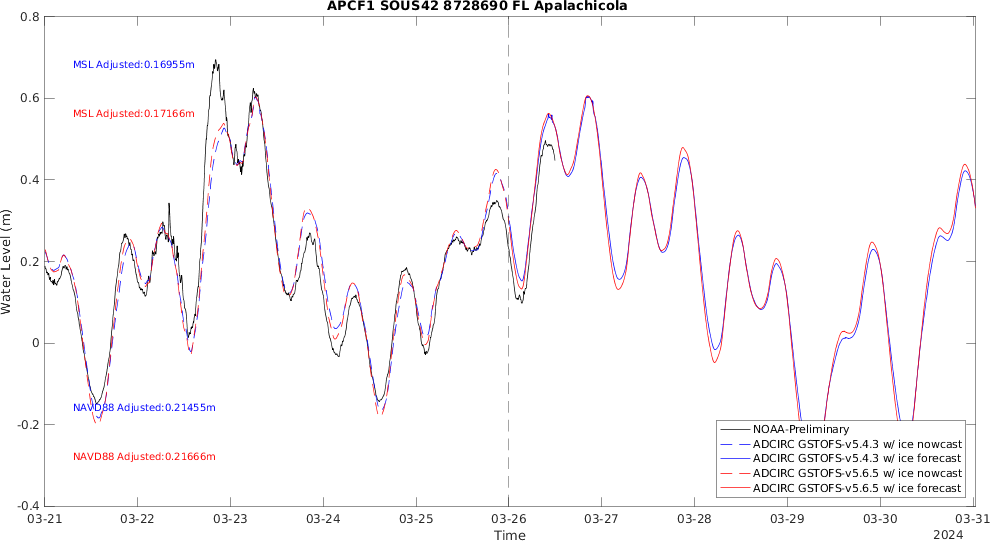 APCF1 SOUS42 8728690 FL Apalachicola
0.8
0.6
0.4
0.2
0
-0.2
-0.4
Water Level (m)
MSL Adjusted:0.16955m
MSL Adjusted:0.17166m
NAVD88 Adjusted:0.21455m
NAVD88 Adjusted:0.21666m
NOAA-Preliminary
ADCIRC GSTOFS-v5.4.3 w/ ice nowcast
ADCIRC GSTOFS-v5.4.3 w/ ice forecast
ADCIRC GSTOFS-v5.6.5 w/ ice nowcast
ADCIRC GSTOFS-v5.6.5 w/ ice forecast
03-21 03-22 03-23 03-24 03-25 03-26 03-27 03-28 03-29 03-30 03-31
Time
2024